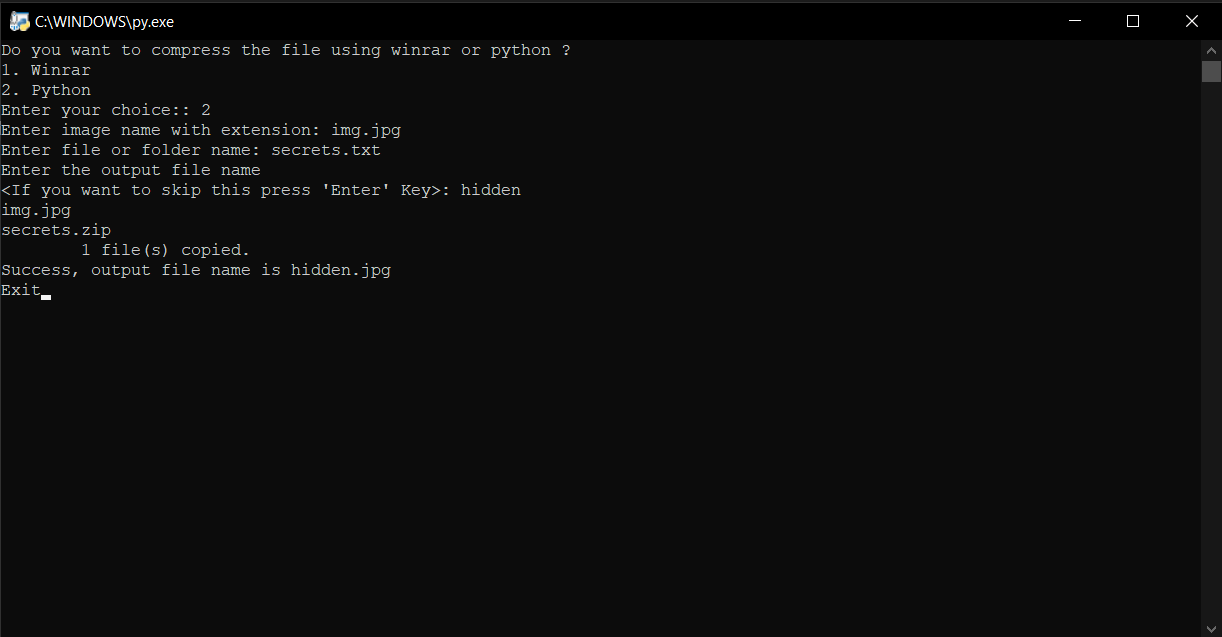 C:\WINDOWS\py.exe
Do you want to compress the file using winrar or python ?
1. Winrar
2. Python
Enter your choice:: 2
Enter image name with extension: img.jpg
Enter file or folder name: secrets.txt
Enter the output file name
<If you want to skip this press 'Enter' Key>: hidden
img.jpg
secrets.zip
        1 file(s) copied.
Success, output file name is hidden.jpg
Exit